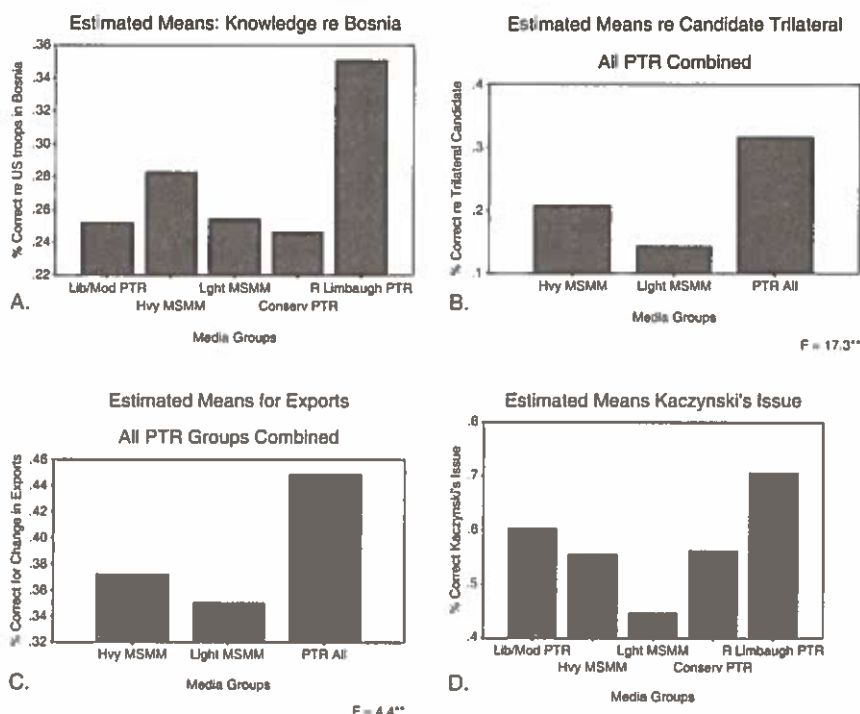 Estimated Means: Knowledge re Bosnia
.36
.34
.32
.30
.28
.26
.24
.22
% Correct re US troops in Bosnia
Lib/Mod PTR Lght MSMM R Limbaugh PTR
Hvy MSMM Conserv PTR
A.
Media Groups
Estimated Means re Candidate Trilateral
All PTR Combined
.4
.3
.2
.1
% Correct re Trilateral Candidate
Hvy MSMM Light MSMM PTR All
B.
Media Groups
F = 17.3**
Estimated Means for Exports
All PTR Groups Combined
.46
.44
.42
.40
.38
.36
.34
.32
% Correct for Change in Exports
Hvy MSMM Light MSMM PTR All
C.
Media Groups
F = 4.4**
Estimated Means Kaczynski's Issue
.8
.7
.6
.5
.4
% Correct Kaczynski's Issue
Lib/Mod PTR Lght MSMM R Limbaugh PTR
Hvy MSMM Conserv PTR
D.
Media Groups